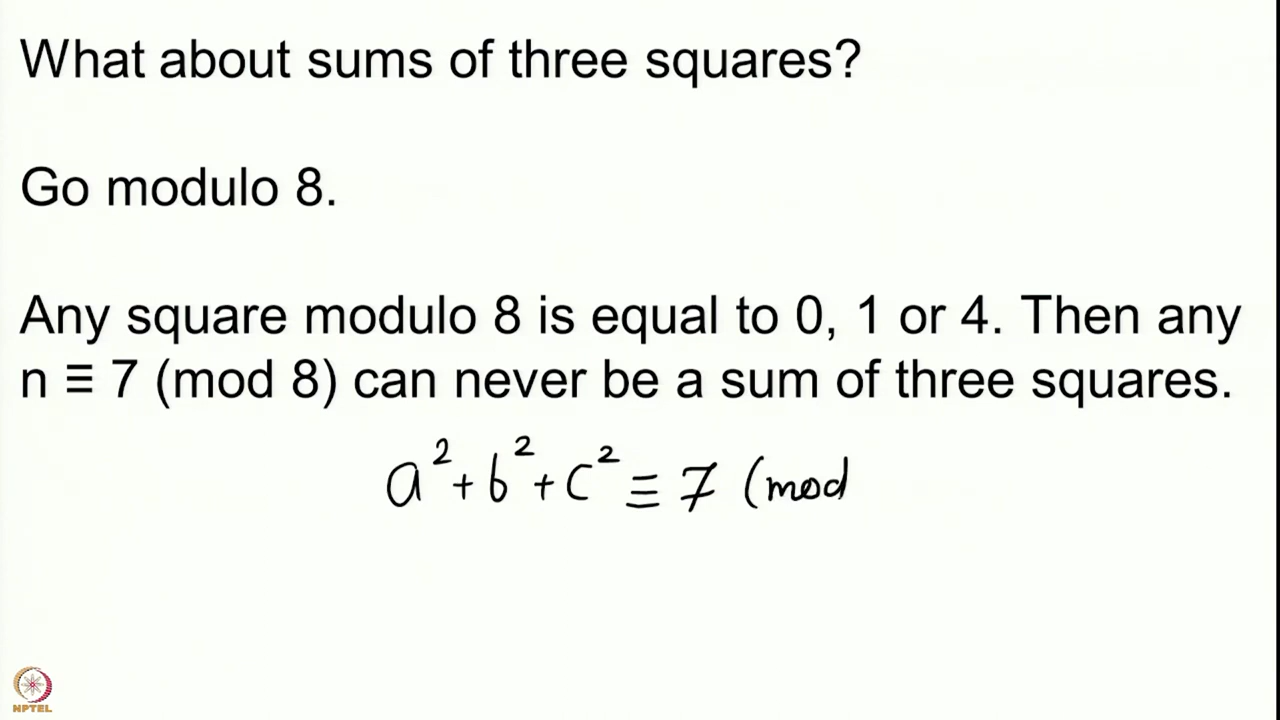 What about sums of three squares?
Go modulo 8.
Any square modulo 8 is equal to 0, 1 or 4. Then any
n ≡ 7 (mod 8) can never be a sum of three squares.
a² + b² + c² ≡ 7 (mod
NPTEL